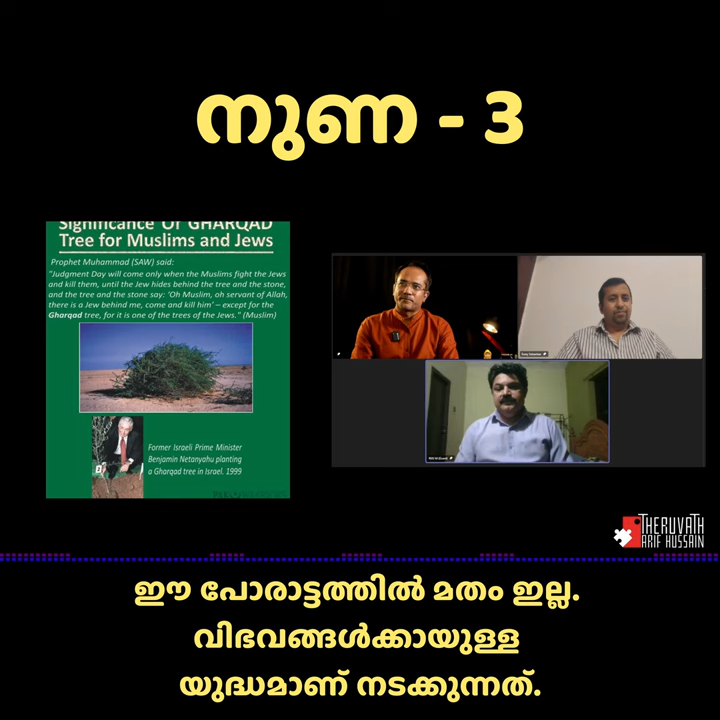 നുണ - 3
Significance Of GHARQAD
Tree for Muslims and Jews
Prophet Muhammad (SAW) said:
"Judgment Day will come only when the Muslims fight the Jews
and kill them, until the Jew hides behind the tree and the stone,
and the tree and the stone say: 'Oh Muslim, oh servant of Allah,
there is a Jew behind me, come and kill him' – except for the
Gharqad tree, for it is one of the trees of the Jews." (Muslim)
Former Israeli Prime Minister
Benjamin Netanyahu planting
a Gharqad tree in Israel. 1999
THERUVATH
ARIF HUSSAIN
ഈ പോരാട്ടത്തിൽ മതം ഇല്ല.
വിഭവങ്ങൾക്കായുള്ള
യുദ്ധമാണ് നടക്കുന്നത്.